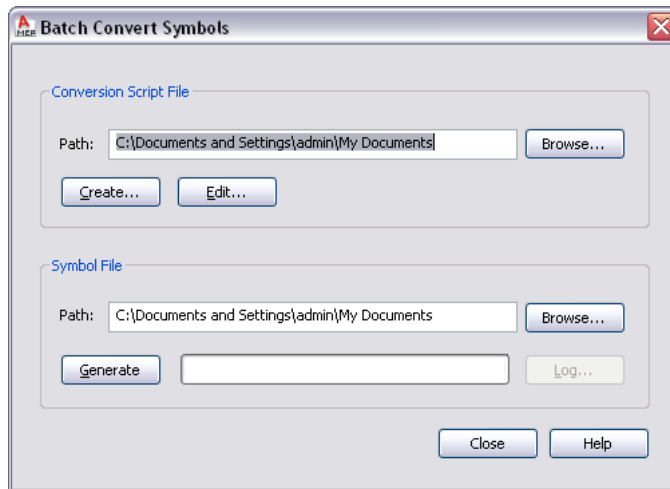 A
MEP
Batch Convert Symbols
Conversion Script File
Path: C:\Documents and Settings\admin\My Documents Browse...
Create... Edit...
Symbol File
Path: C:\Documents and Settings\admin\My Documents Browse...
Generate Log...
Close Help